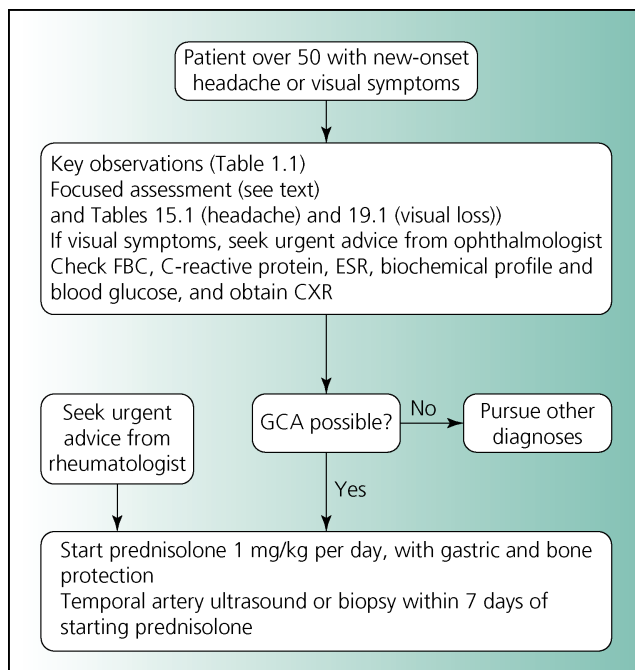 Patient over 50 with new-onset
headache or visual symptoms
Key observations (Table 1.1)
Focused assessment (see text)
and Tables 15.1 (headache) and 19.1 (visual loss))
If visual symptoms, seek urgent advice from ophthalmologist
Check FBC, C-reactive protein, ESR, biochemical profile and
blood glucose, and obtain CXR
Seek urgent
advice from
rheumatologist
GCA possible?
No
Pursue other
diagnoses
Yes
Start prednisolone 1 mg/kg per day, with gastric and bone
protection
Temporal artery ultrasound or biopsy within 7 days of
starting prednisolone